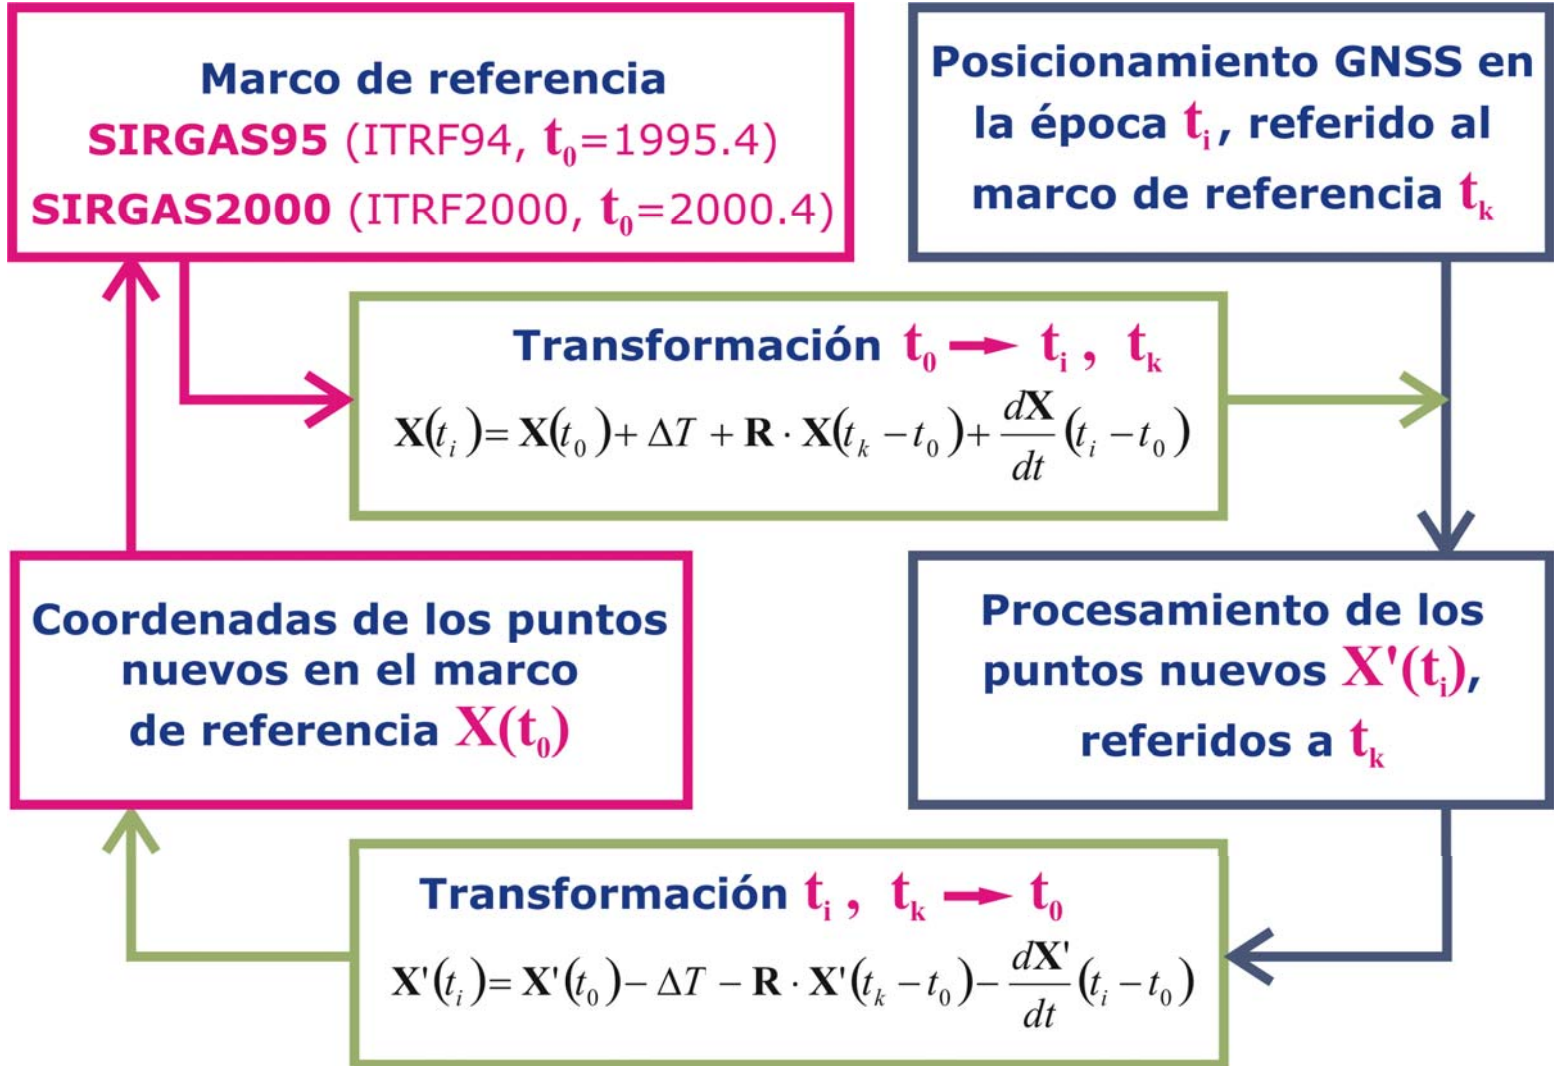 Marco de referencia
SIRGAS95 (ITRF94, t₀=1995.4)
SIRGAS2000 (ITRF2000, t₀=2000.4)
Posicionamiento GNSS en
la época tᵢ, referido al
marco de referencia tₖ
Transformación t₀ → tᵢ , tₖ
X(tᵢ)= X(t₀)+ ΔT + R · X(tₖ − t₀)+ dX/dt (tᵢ − t₀)
Coordenadas de los puntos
nuevos en el marco
de referencia X(t₀)
Procesamiento de los
puntos nuevos X'(tᵢ),
referidos a tₖ
Transformación tᵢ , tₖ → t₀
X'(tᵢ)= X'(t₀)− ΔT − R · X'(tₖ − t₀)− dX'/dt (tᵢ − t₀)